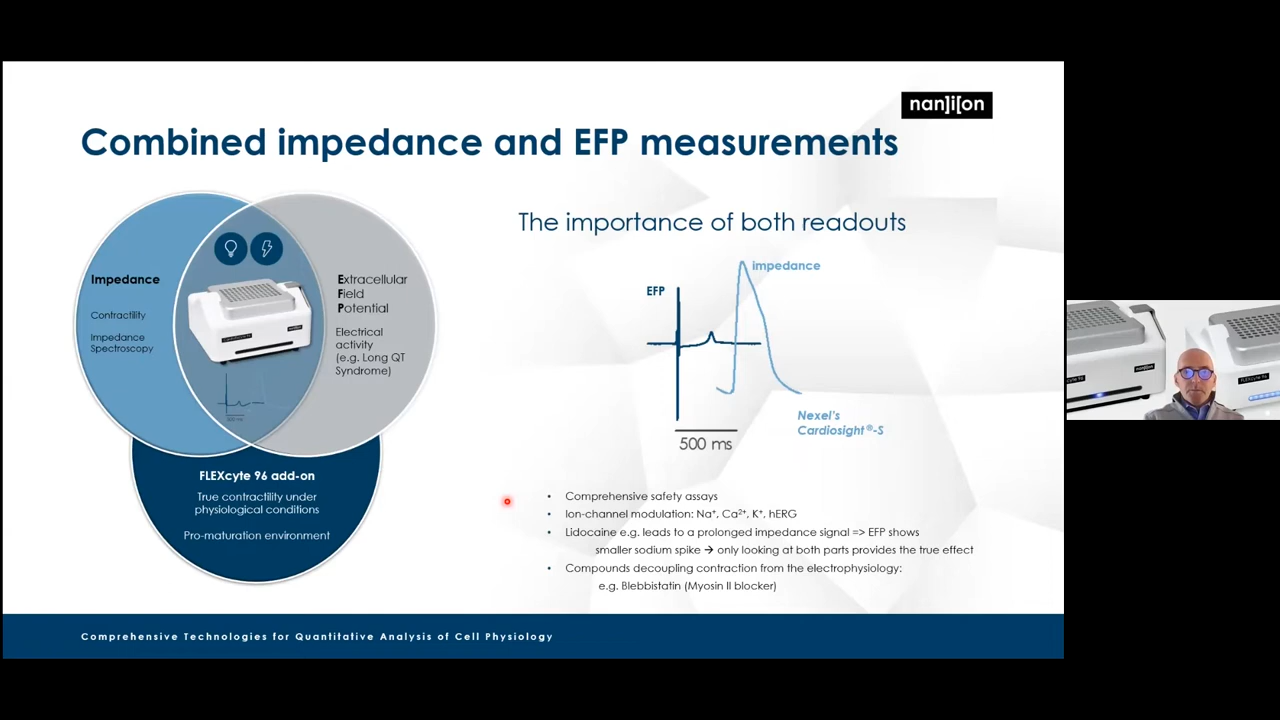 nan]i[on
Combined impedance and EFP measurements
Impedance
Contractility
Impedance
Spectroscopy
Extracellular
Field
Potential
Electrical
activity
(e.g. Long QT
Syndrome)
FLEXcyte 96 add-on
True contractility under
physiological conditions
Pro-maturation environment
The importance of both readouts
impedance
EFP
500 ms
Nexel's
Cardiosight®-S
• Comprehensive safety assays
• Ion-channel modulation: Na⁺, Ca²⁺, K⁺, hERG
• Lidocaine e.g. leads to a prolonged impedance signal => EFP shows
smaller sodium spike → only looking at both parts provides the true effect
• Compounds decoupling contraction from the electrophysiology:
e.g. Blebbistatin (Myosin II blocker)
Comprehensive Technologies for Quantitative Analysis of Cell Physiology